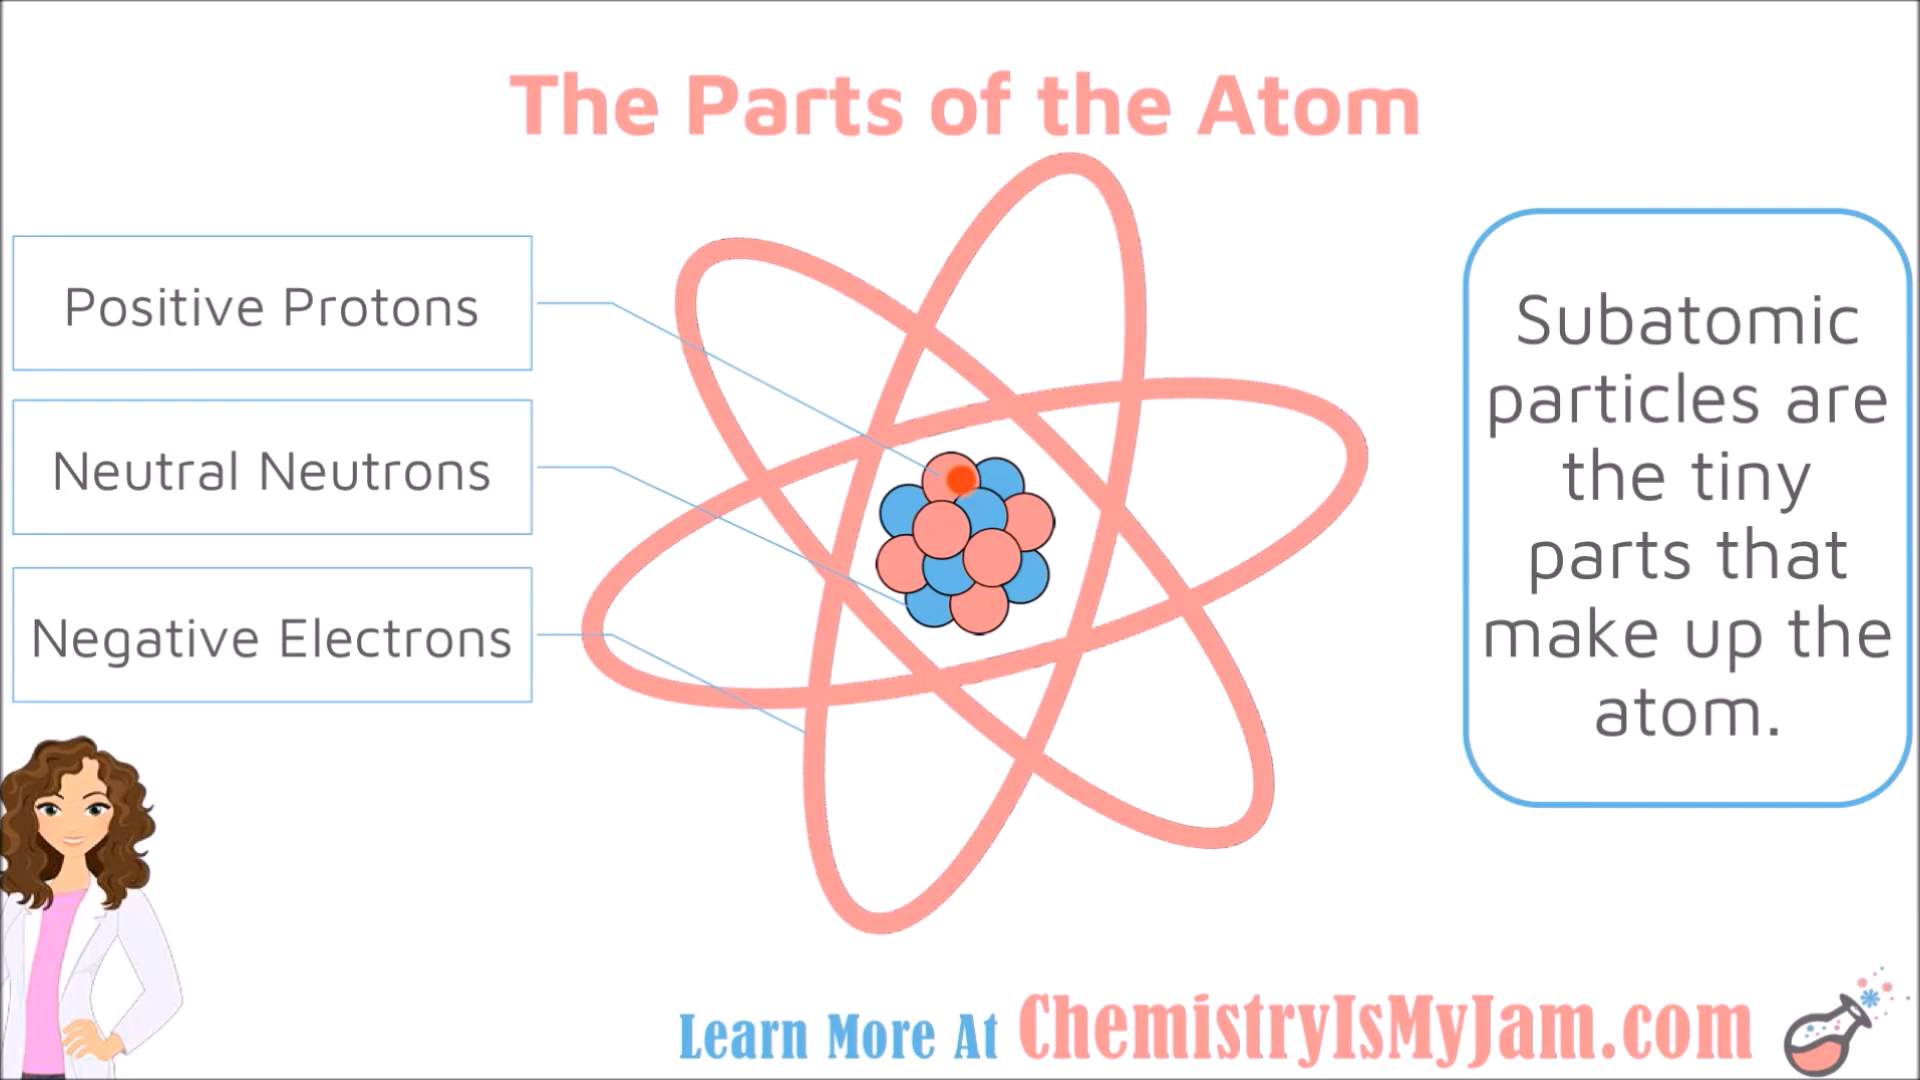 The Parts of the Atom
Positive Protons
Neutral Neutrons
Negative Electrons
Subatomic
particles are
the tiny
parts that
make up the
atom.
Learn More At ChemistryIsMyJam.com